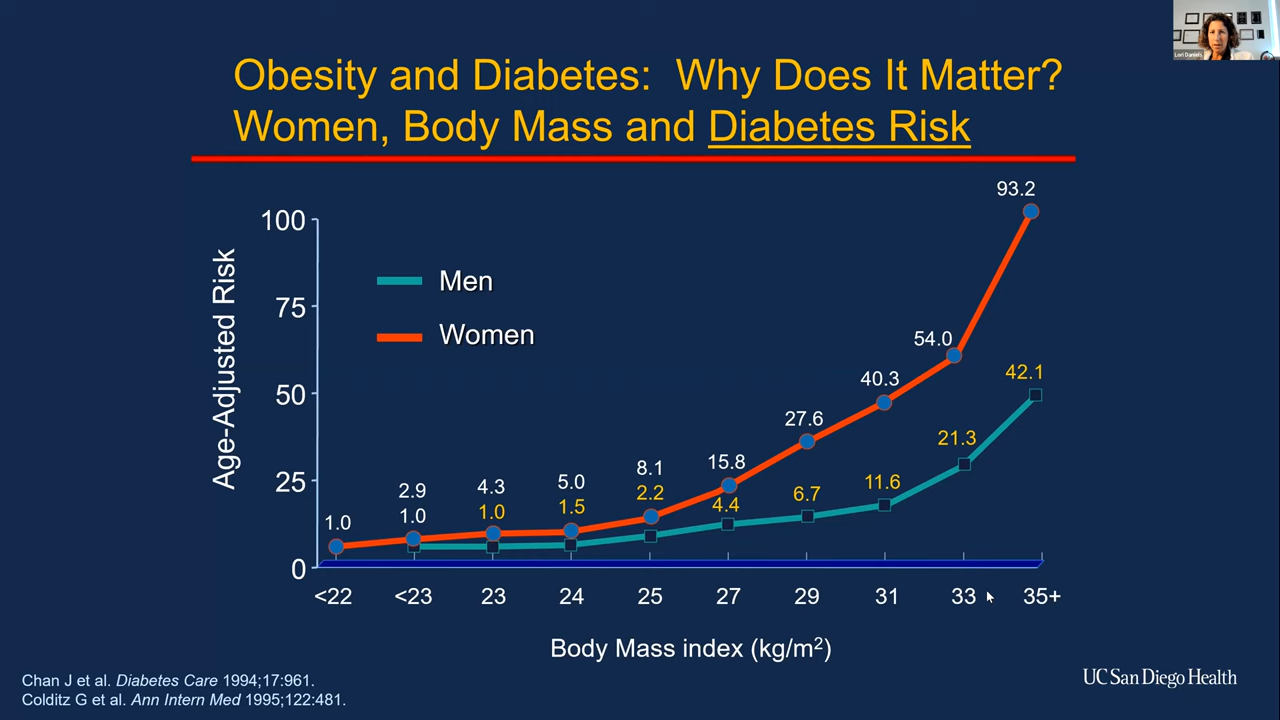 Lori Daniels
Obesity and Diabetes: Why Does It Matter?
Women, Body Mass and Diabetes Risk
Age-Adjusted Risk
100
75
50
25
0
Men
Women
1.0
2.9
1.0
4.3
1.0
5.0
1.5
8.1
2.2
15.8
4.4
27.6
6.7
40.3
11.6
54.0
21.3
93.2
42.1
<22 <23 23 24 25 27 29 31 33 35+
Body Mass index (kg/m²)
Chan J et al. Diabetes Care 1994;17:961.
Colditz G et al. Ann Intern Med 1995;122:481.
UC San Diego Health